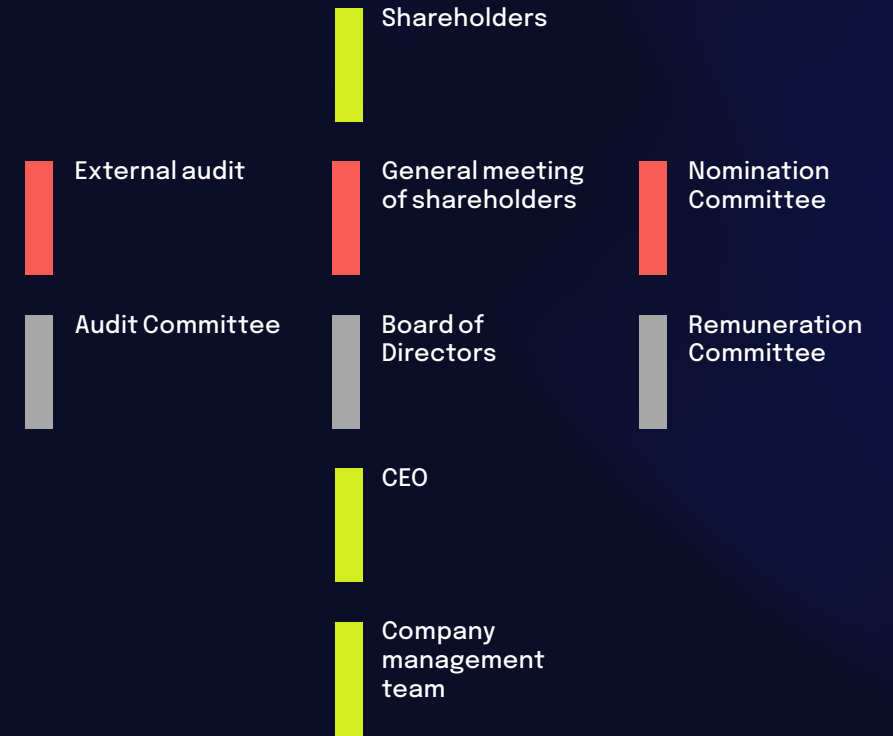 Shareholders
External audit
General meeting
of shareholders
Nomination
Committee
Audit Committee
Board of
Directors
Remuneration
Committee
CEO
Company
management
team